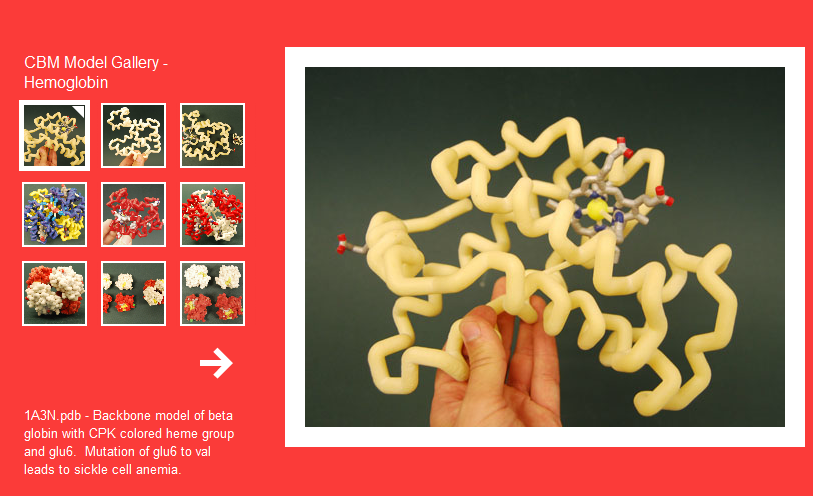 CBM Model Gallery -
Hemoglobin
1A3N.pdb - Backbone model of beta
globin with CPK colored heme group
and glu6.  Mutation of glu6 to val
leads to sickle cell anemia.